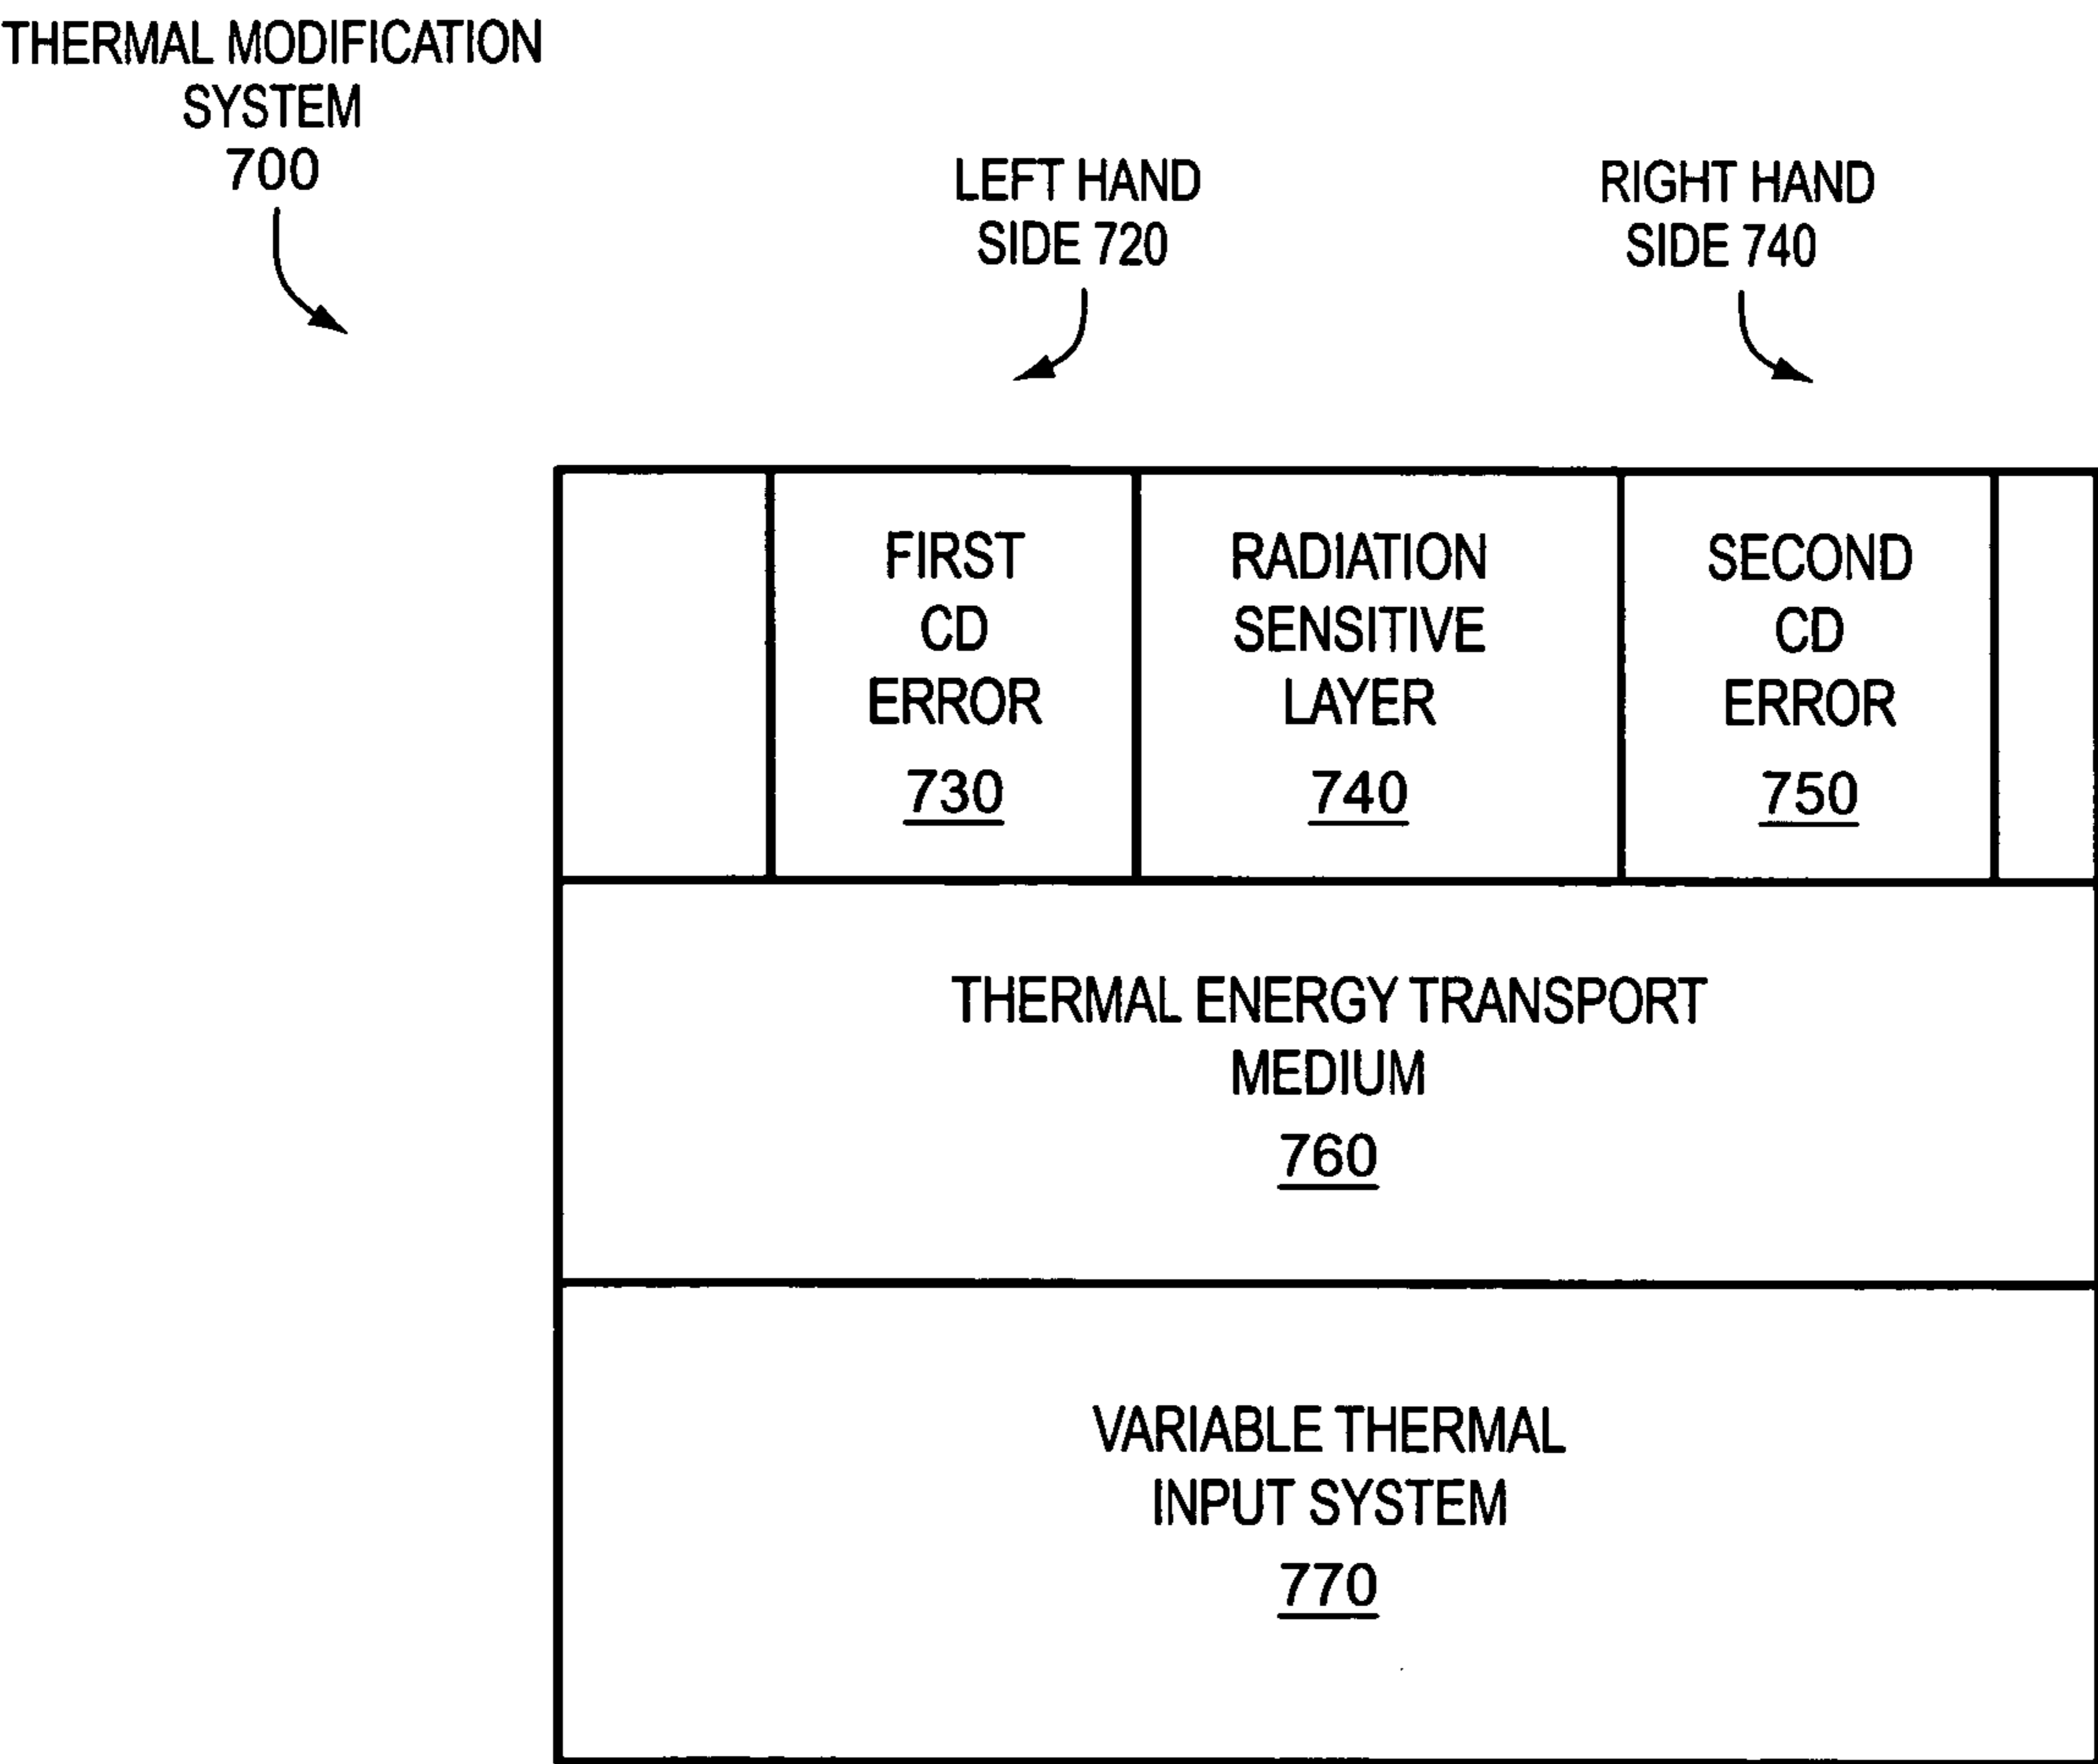 THERMAL MODIFICATION
SYSTEM
700
LEFT HAND
SIDE 720
RIGHT HAND
SIDE 740
FIRST
CD
ERROR
730
RADIATION
SENSITIVE
LAYER
740
SECOND
CD
ERROR
750
THERMAL ENERGY TRANSPORT
MEDIUM
760
VARIABLE THERMAL
INPUT SYSTEM
770